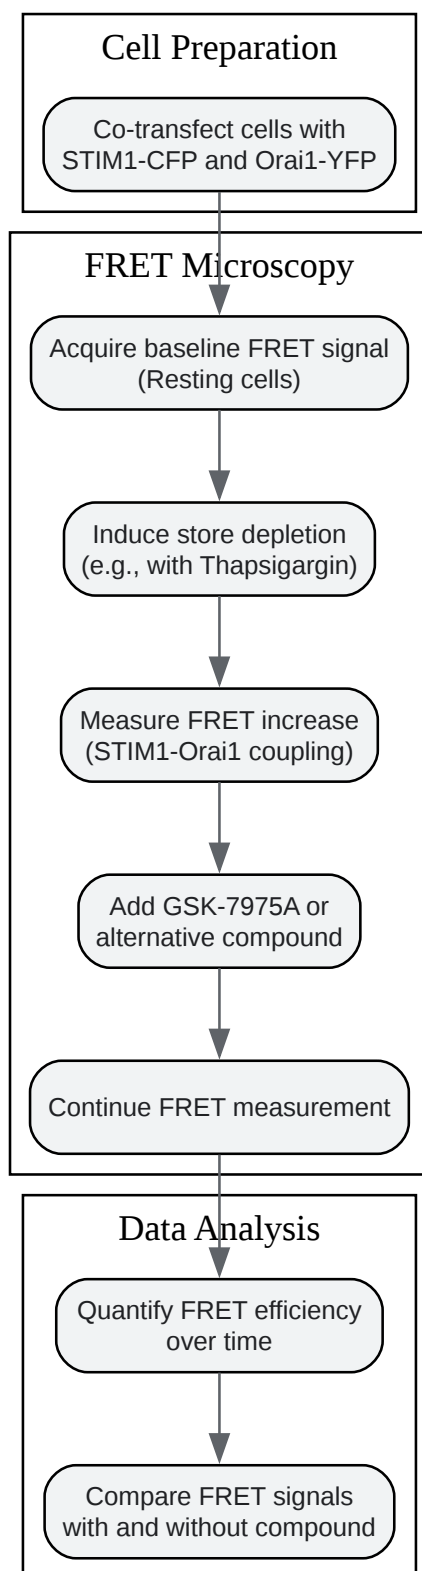 Cell Preparation
Co-transfect cells with
STIM1-CFP and Orai1-YFP
FRET Microscopy
Acquire baseline FRET signal
(Resting cells)
Induce store depletion
(e.g., with Thapsigargin)
Measure FRET increase
(STIM1-Orai1 coupling)
Add GSK-7975A or
alternative compound
Continue FRET measurement
Data Analysis
Quantify FRET efficiency
over time
Compare FRET signals
with and without compound